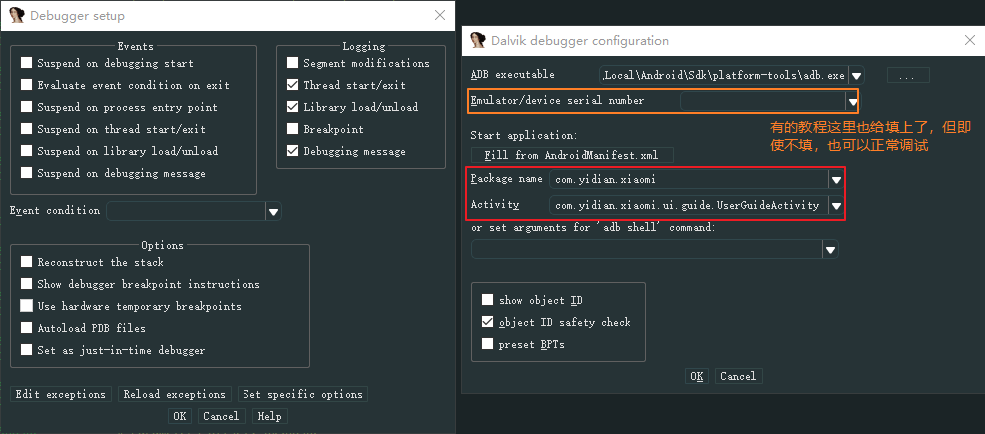 Debugger setup
Events
Suspend on debugging start
Evaluate event condition on exit
Suspend on process entry point
Suspend on thread start/exit
Suspend on library load/unload
Suspend on debugging message
Logging
Segment modifications
Thread start/exit
Library load/unload
Breakpoint
Debugging message
Event condition
Options
Reconstruct the stack
Show debugger breakpoint instructions
Use hardware temporary breakpoints
Autoload PDB files
Set as just-in-time debugger
Edit exceptions Reload exceptions Set specific options
OK Cancel Help
Dalvik debugger configuration
ADB executable .Local\Android\Sdk\platform-tools\adb.exe ...
Emulator/device serial number
有的教程这里也给填上了，但即
便不填，也可以正常调试
Start application:
Fill from AndroidManifest.xml
Package name com.yidian.xiaomi
Activity com.yidian.xiaomi.ui.guide.UserGuideActivity
or set arguments for 'adb shell' command:
show object ID
object ID safety check
preset BPTs
OK Cancel